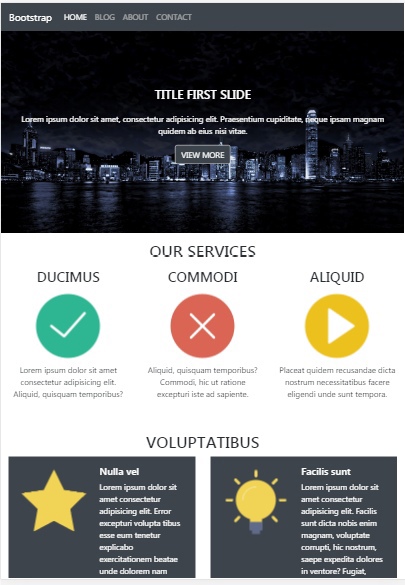 Bootstrap HOME BLOG ABOUT CONTACT
TITLE FIRST SLIDE
Lorem ipsum dolor sit amet, consectetur adipisicing elit. Praesentium cupiditate, neque ipsam magnam
quidem ab eius nisi vitae.
VIEW MORE
OUR SERVICES
DUCIMUS
Lorem ipsum dolor sit amet
consectetur adipisicing elit.
Aliquid, quisquam temporibus?
COMMODI
Aliquid, quisquam temporibus?
Commodi, hic ut ratione
excepturi iste ad sapiente.
ALIQUID
Placeat quidem recusandae dicta
nostrum necessitatibus facere
eligendi unde sunt tempora.
VOLUPTATIBUS
Nulla vel
Lorem ipsum dolor sit
amet consectetur
adipisicing elit. Error
excepturi volupta tibus
esse eum tenetur
explicabo
exercitationem beatae
unde dolorem nam
Facilis sunt
Lorem ipsum dolor sit
amet consectetur
adipisicing elit. Facilis
sunt dicta nobis enim
magnam, voluptate
corrupti, hic nostrum,
saepe expedita dolores
in ventore? Fugiat,